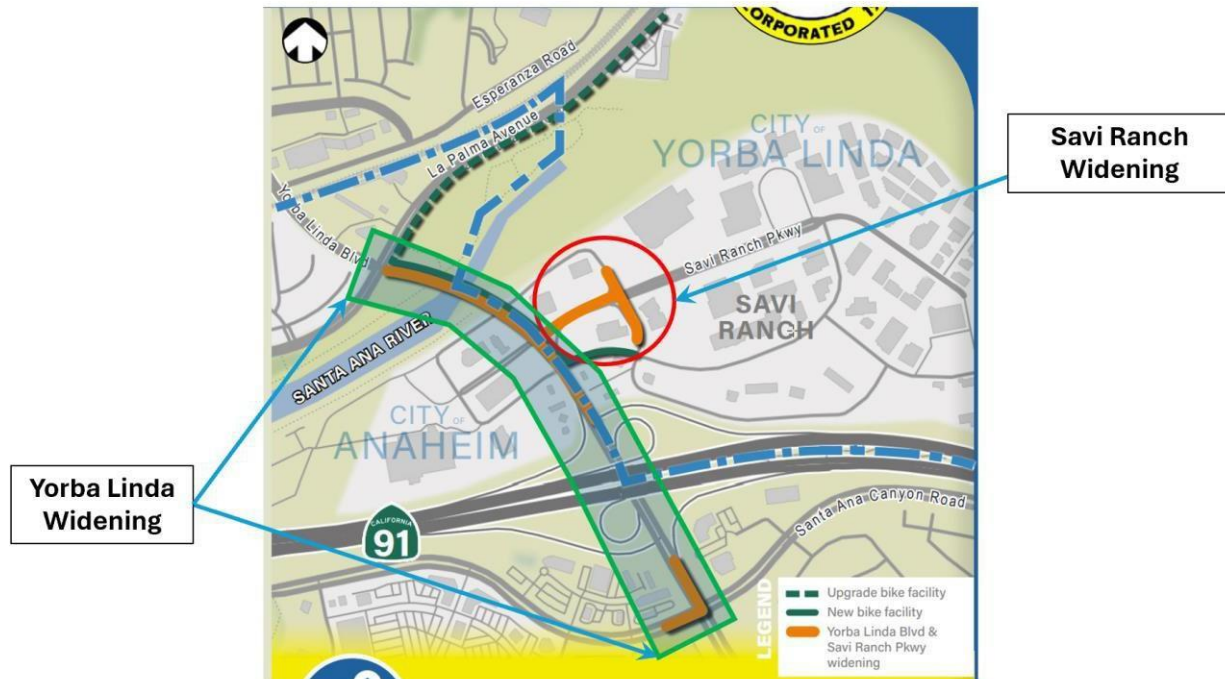 CORPORATED
Esperanza Road
La Palma Avenue
CITY OF
YORBA LINDA
Savi Ranch
Widening
Yorba Linda Blvd
Savi Ranch Pkwy
SAVI
RANCH
SANTA ANA RIVER
CITY OF
ANAHEIM
Yorba Linda
Widening
CALIFORNIA
91
Santa Ana Canyon Road
LEGEND
Upgrade bike facility
New bike facility
Yorba Linda Blvd &
Savi Ranch Pkwy
widening